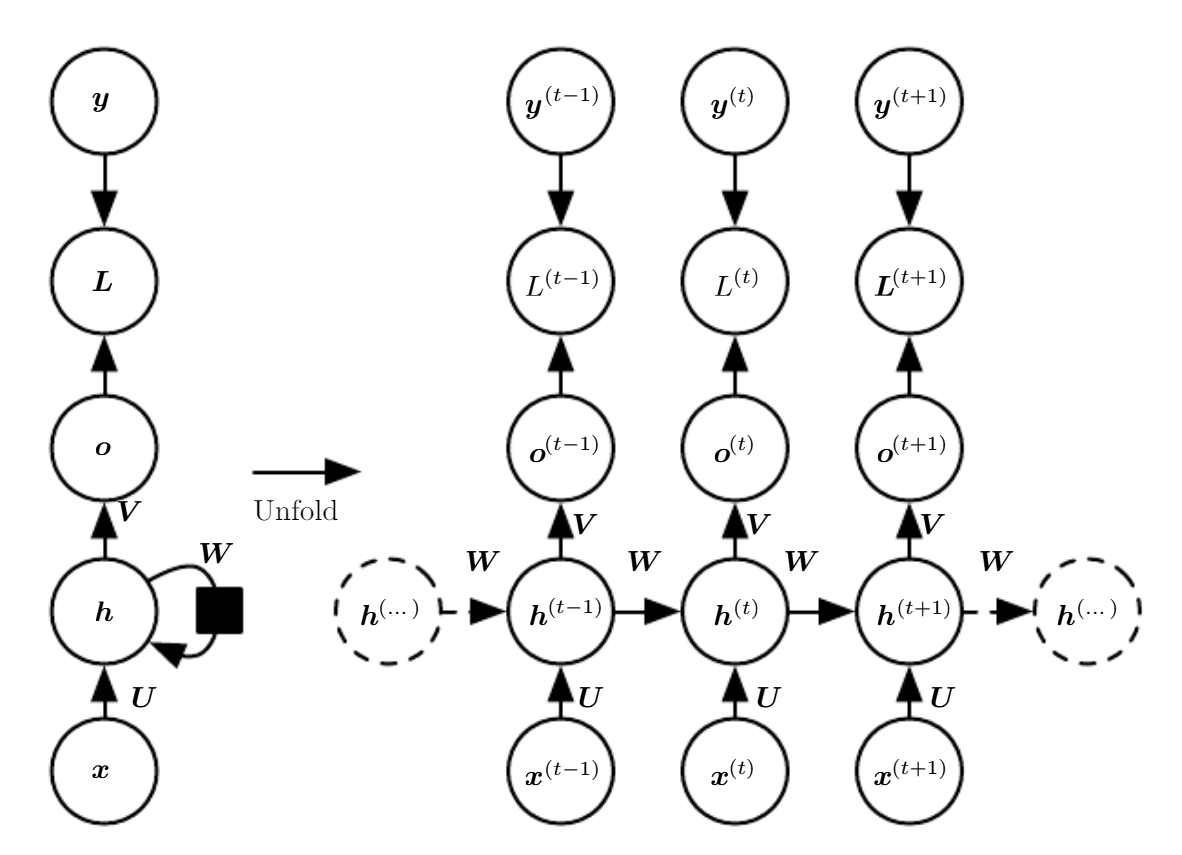 y y^(t−1) y^(t) y^(t+1)
L L^(t−1) L^(t) L^(t+1)
o o^(t−1) o^(t) o^(t+1)
Unfold
V V V V
W W W W W
h h^(...) h^(t−1) h^(t) h^(t+1) h^(...)
U U U U
x x^(t−1) x^(t) x^(t+1)